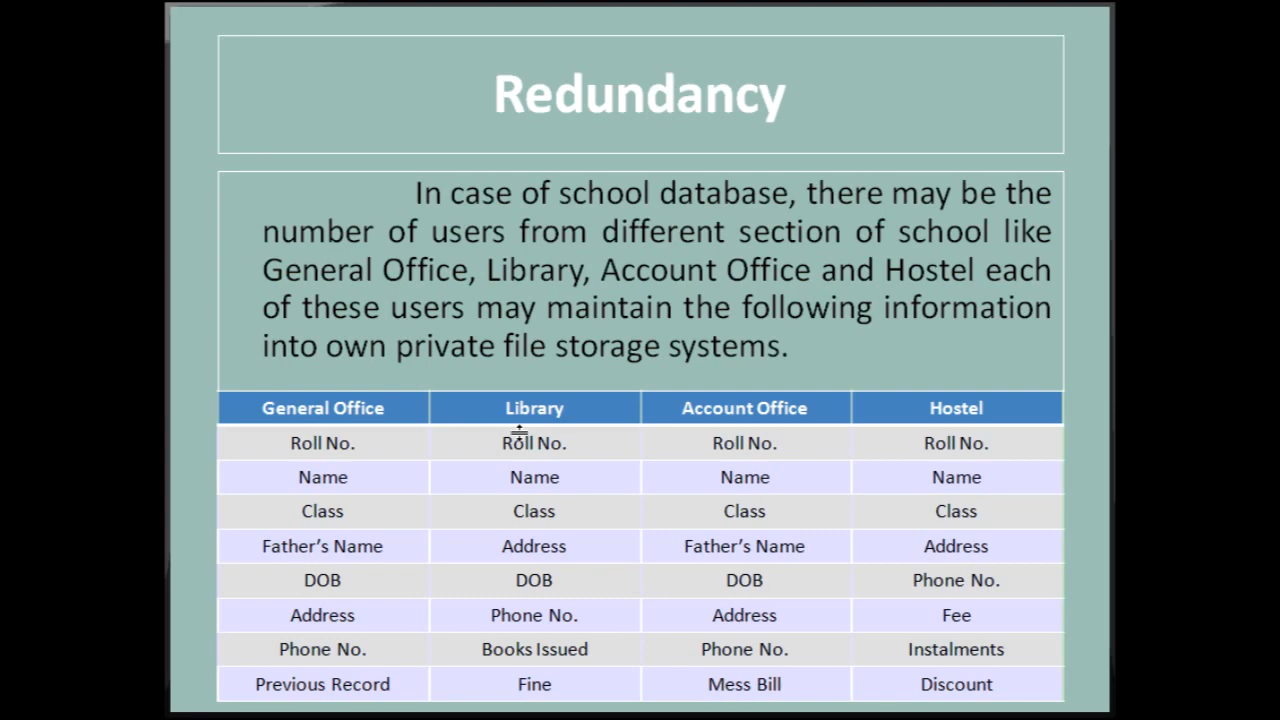 Redundancy
In case of school database, there may be the
number of users from different section of school like
General Office, Library, Account Office and Hostel each
of these users may maintain the following information
into own private file storage systems.
General Office Library Account Office Hostel
Roll No. Roll No. Roll No. Roll No.
Name Name Name Name
Class Class Class Class
Father’s Name Address Father’s Name Address
DOB DOB DOB Phone No.
Address Phone No. Address Fee
Phone No. Books Issued Phone No. Instalments
Previous Record Fine Mess Bill Discount